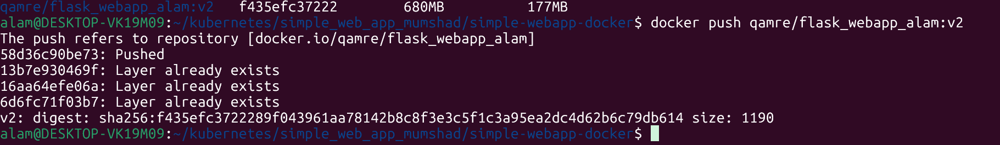 qamre/flask_webapp_alam:v2   f435efc37222        680MB          177MB
alam@DESKTOP-VK19M09:~/kubernetes/simple_web_app_mumshad/simple-webapp-docker$ docker push qamre/flask_webapp_alam:v2
The push refers to repository [docker.io/qamre/flask_webapp_alam]
58d36c90be73: Pushed
13b7e930469f: Layer already exists
16aa64efe06a: Layer already exists
6d6fc71f03b7: Layer already exists
v2: digest: sha256:f435efc3722289f043961aa78142b8c8f3e3c5f1c3a95ea2dc4d62b6c79db614 size: 1190
alam@DESKTOP-VK19M09:~/kubernetes/simple_web_app_mumshad/simple-webapp-docker$